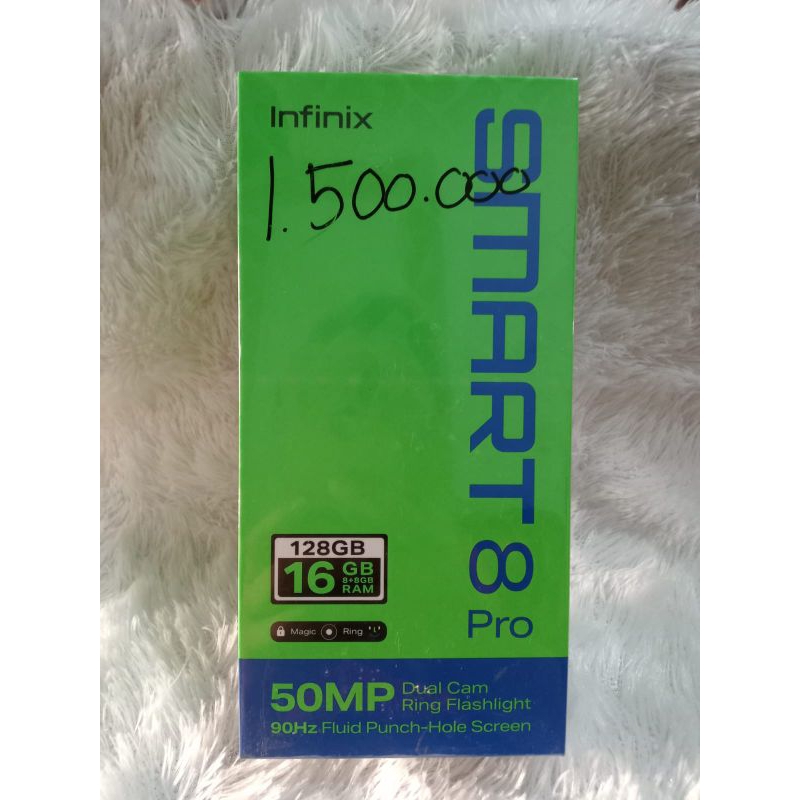 Infinix
1.500.000
SMART 8
Pro
128GB
16 GB
8+8GB
RAM
Magic Ring
50MP Dual Cam
Ring Flashlight
90Hz Fluid Punch-Hole Screen